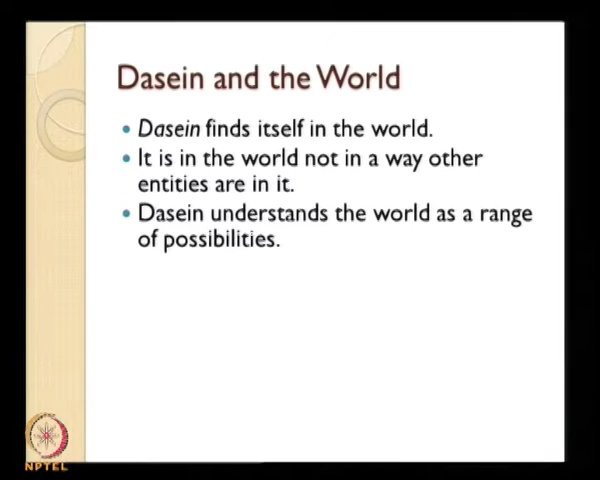 Dasein and the World
• Dasein finds itself in the world.
• It is in the world not in a way other
entities are in it.
• Dasein understands the world as a range
of possibilities.
NPTEL